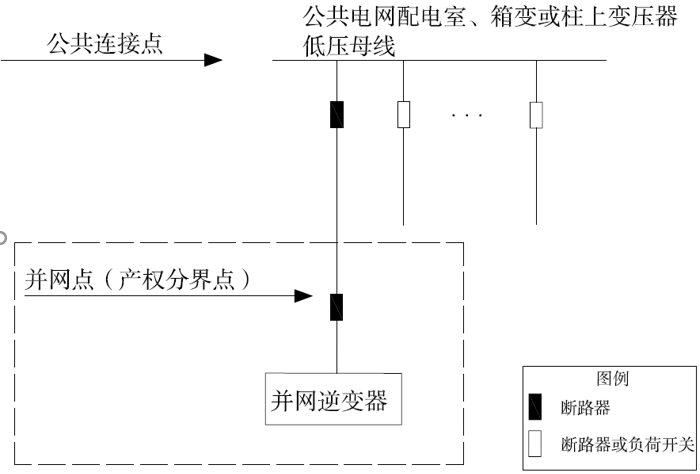 公共电网配电室、箱变或柱上变压器
低压母线
公共连接点
···
并网点（产权分界点）
并网逆变器
图例
断路器
断路器或负荷开关